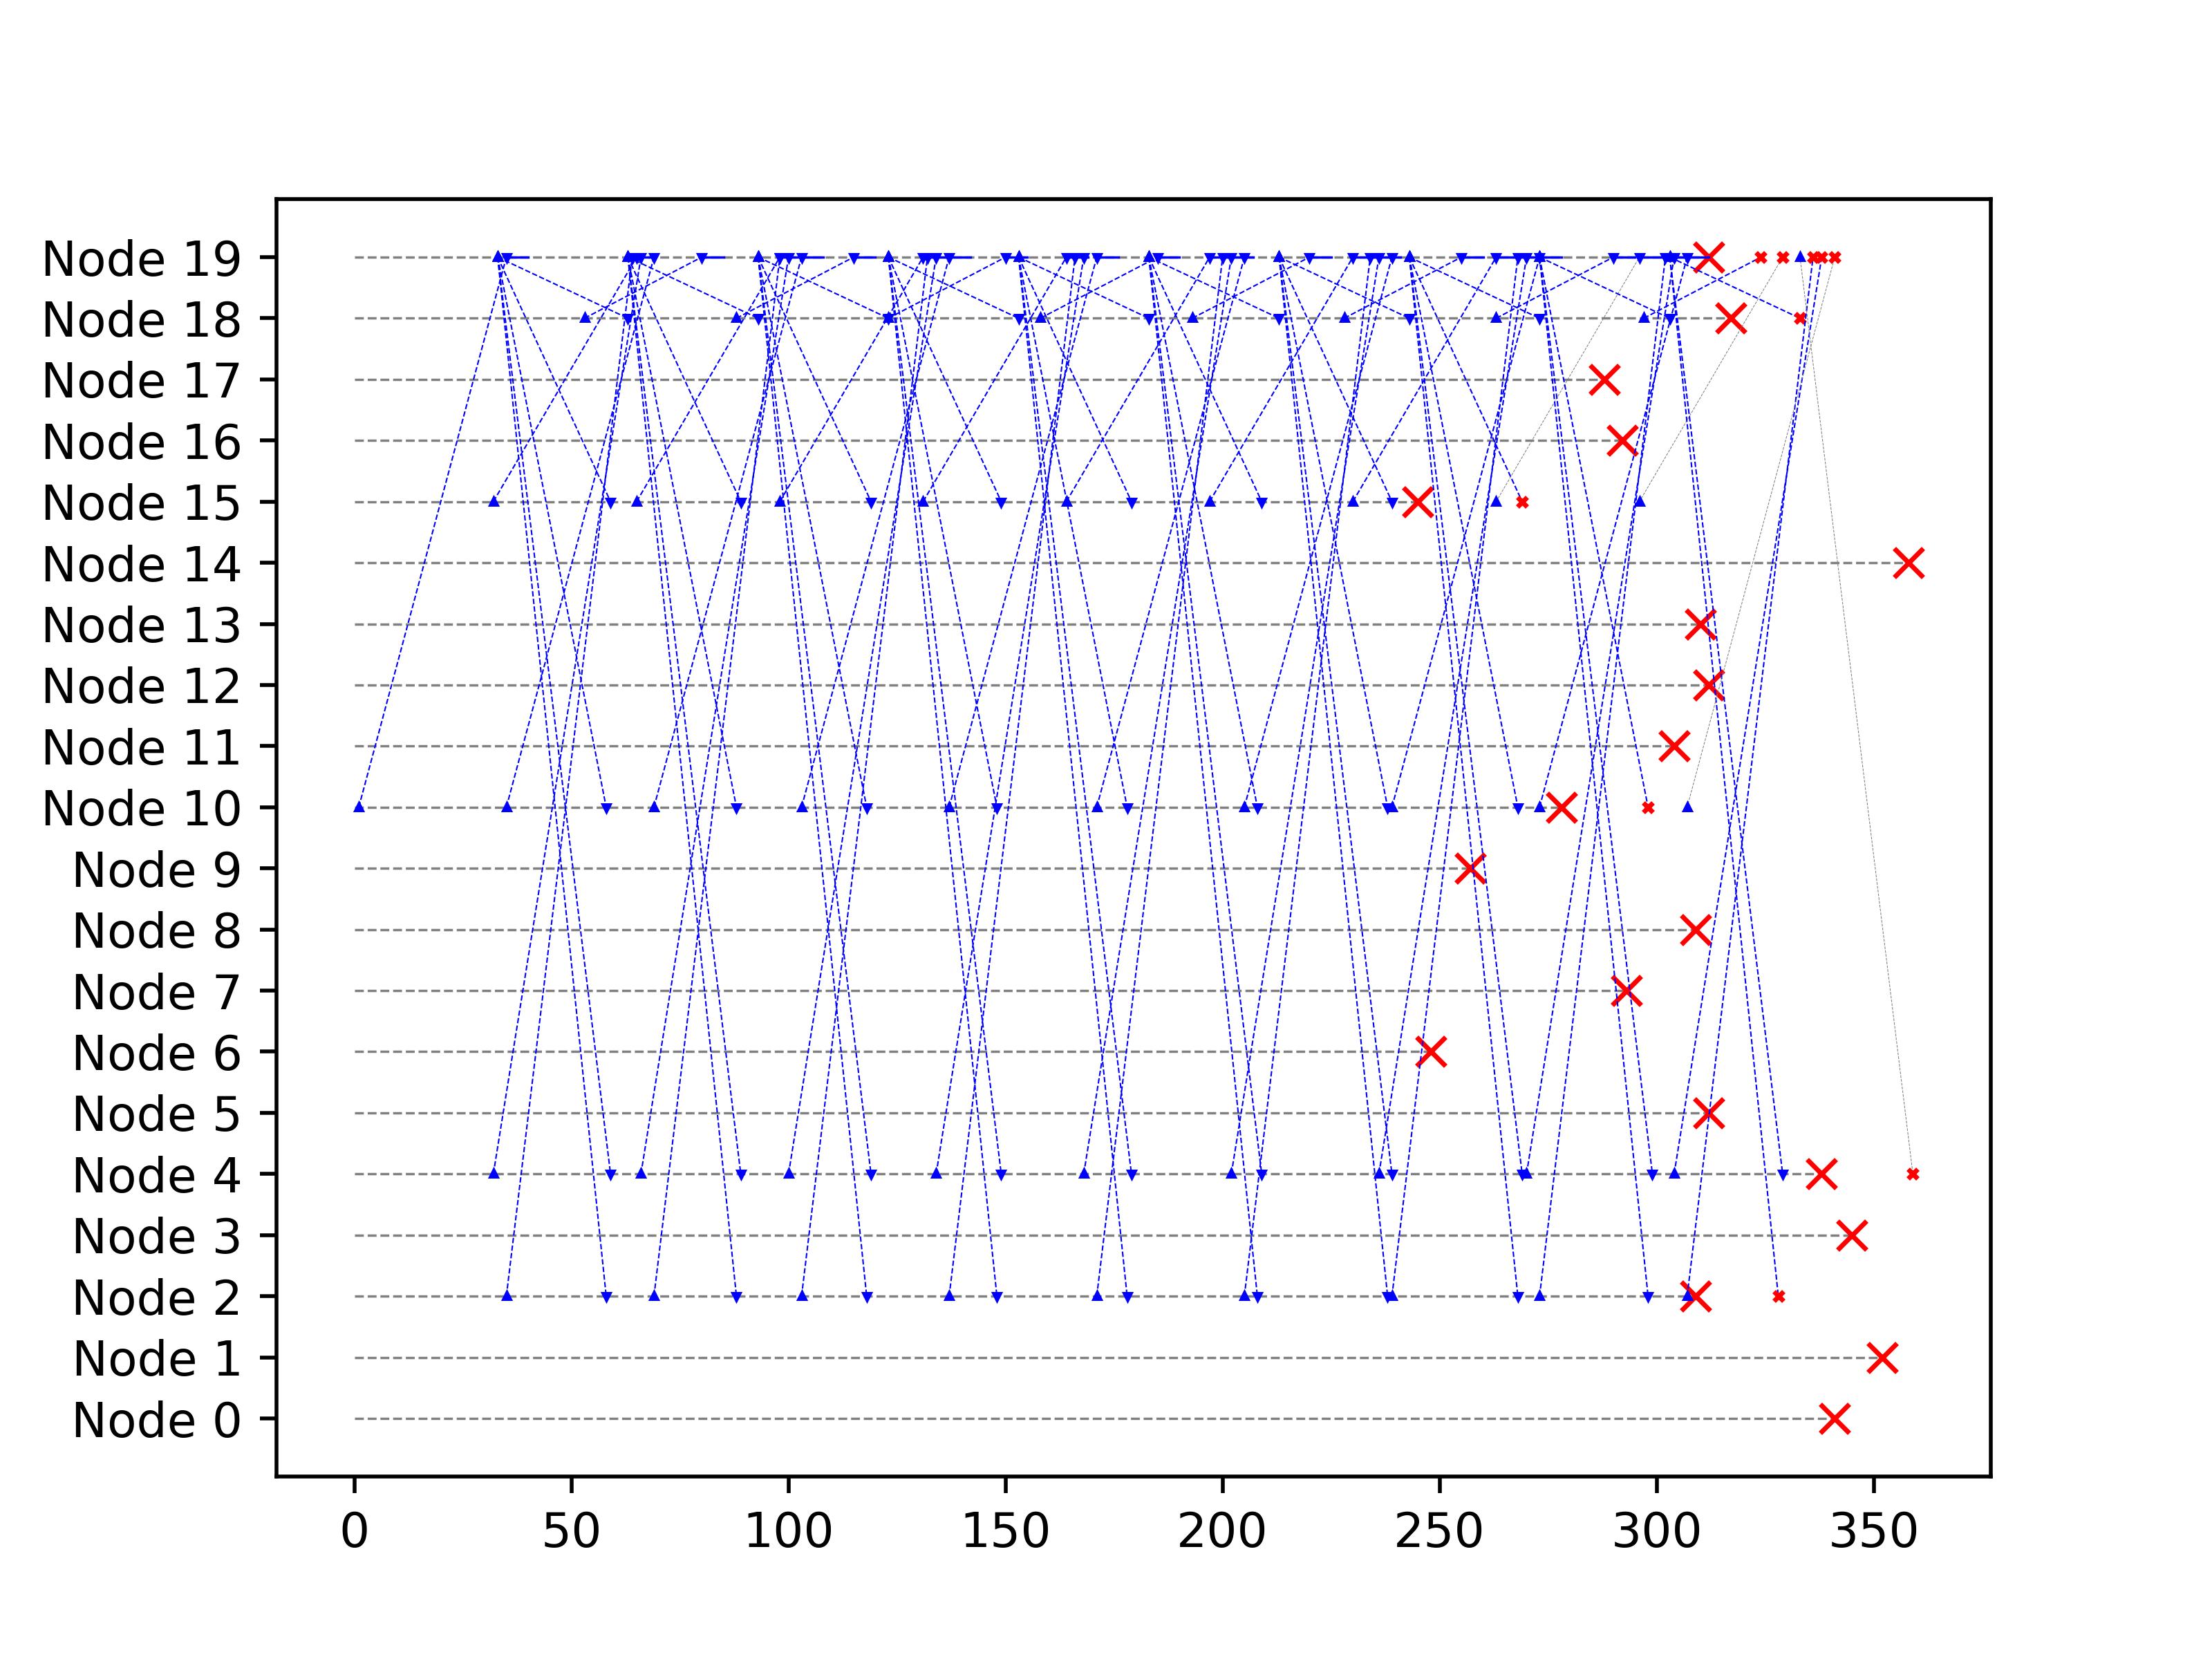 Node 19
Node 18
Node 17
Node 16
Node 15
Node 14
Node 13
Node 12
Node 11
Node 10
Node 9
Node 8
Node 7
Node 6
Node 5
Node 4
Node 3
Node 2
Node 1
Node 0
0 50 100 150 200 250 300 350